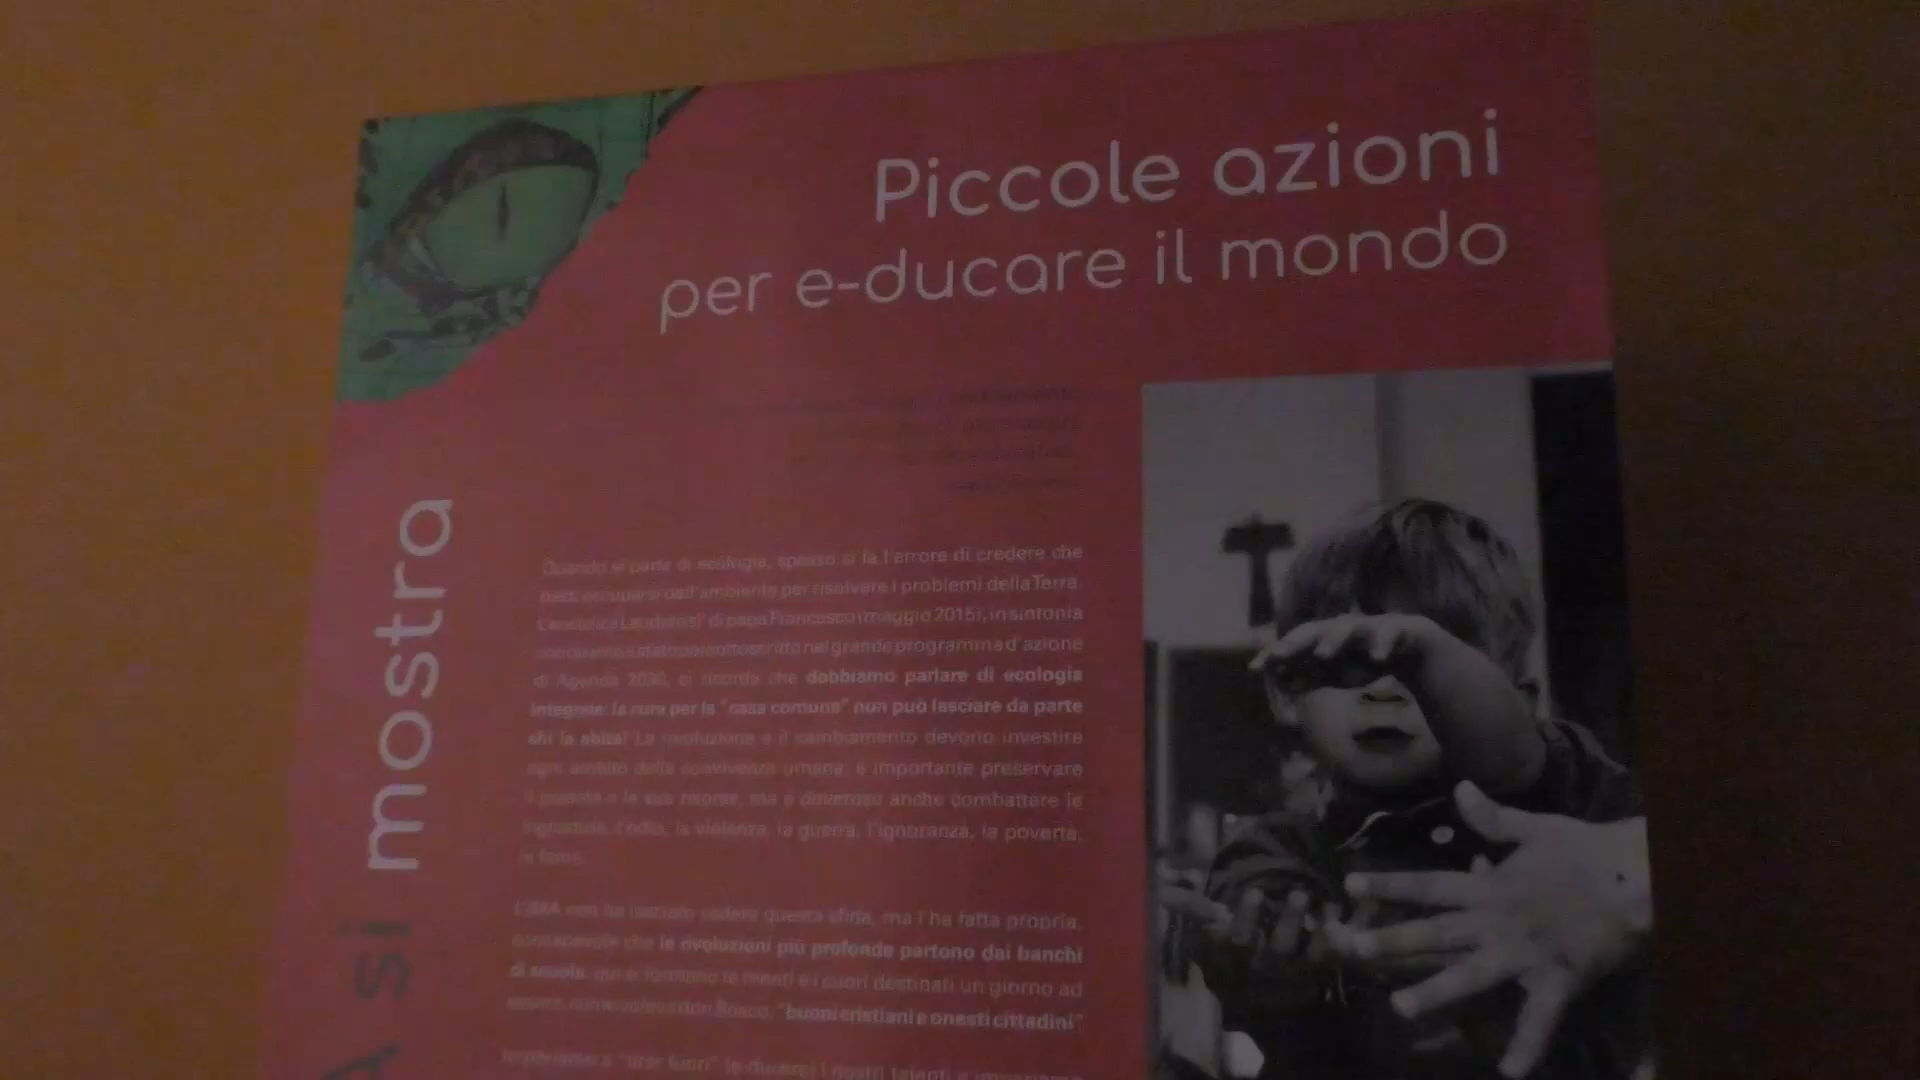 Piccole azioni
per e-ducare il mondo
A si mostra
Quando si parla di ecologia, spesso si fa l'errore di credere che
basti occuparsi dell'ambiente per risolvere i problemi della Terra.
L'enciclica Laudato si' di papa Francesco (maggio 2015), in sintonia
con quanto è stato poi sottoscritto nel grande programma d'azione
di Agenda 2030, ci ricorda che dobbiamo parlare di ecologia
integrale: la cura per la "casa comune" non può lasciare da parte
chi la abita! La rivoluzione e il cambiamento devono investire
ogni ambito della convivenza umana: è importante preservare
il pianeta e le sue risorse, ma è doveroso anche combattere le
ingiustizie, l'odio, la violenza, la guerra, l'ignoranza, la povertà,
la fame.
non ha lasciato cadere questa sfida, ma l'ha fatta propria,
consapevole che le rivoluzioni più profonde partono dai banchi
di scuola: qui si formano le menti e i cuori destinati un giorno ad
essere, come voleva don Bosco, "buoni cristiani e onesti cittadini"
Impariamo a "tirar fuori" (e-ducare) i nostri talenti e impariamo